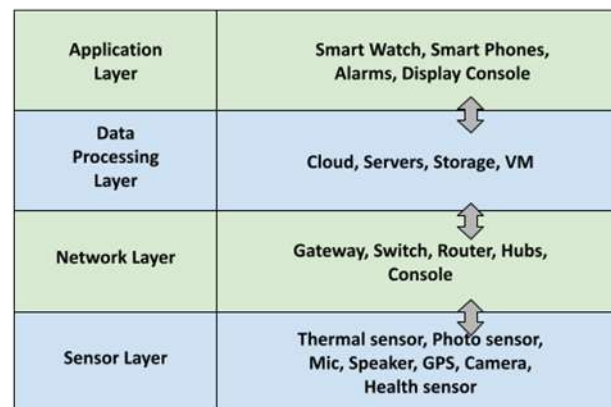 Application
Layer
Smart Watch, Smart Phones,
Alarms, Display Console
Data
Processing
Layer
Cloud, Servers, Storage, VM
Network Layer
Gateway, Switch, Router, Hubs,
Console
Sensor Layer
Thermal sensor, Photo sensor,
Mic, Speaker, GPS, Camera,
Health sensor